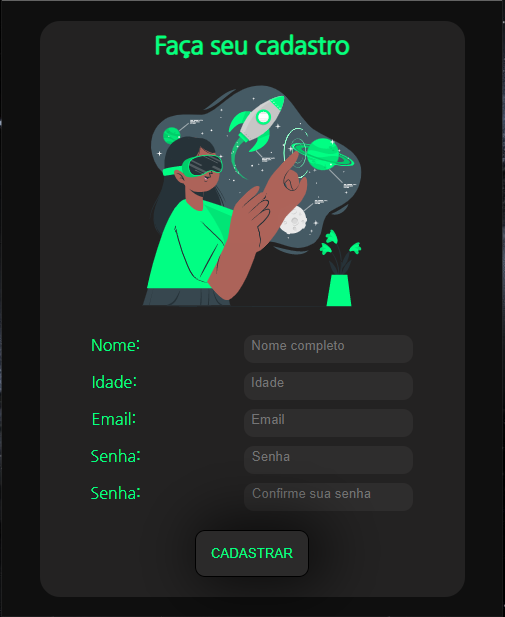 Faça seu cadastro
Nome: Nome completo
Idade: Idade
Email: Email
Senha: Senha
Senha: Confirme sua senha
CADASTRAR